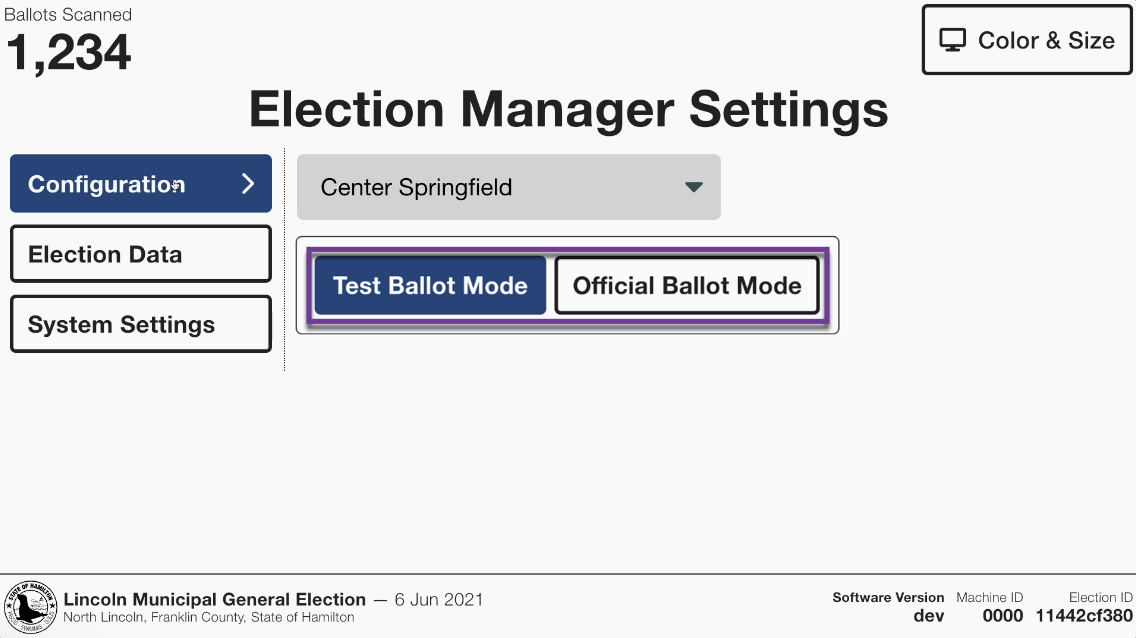 Ballots Scanned
1,234
Color & Size
Election Manager Settings
Configuration
Center Springfield
Election Data
Test Ballot Mode
Official Ballot Mode
System Settings
STATE OF HAMILTON
Lincoln Municipal General Election — 6 Jun 2021
North Lincoln, Franklin County, State of Hamilton
Software Version
dev
Machine ID
0000
Election ID
11442cf380